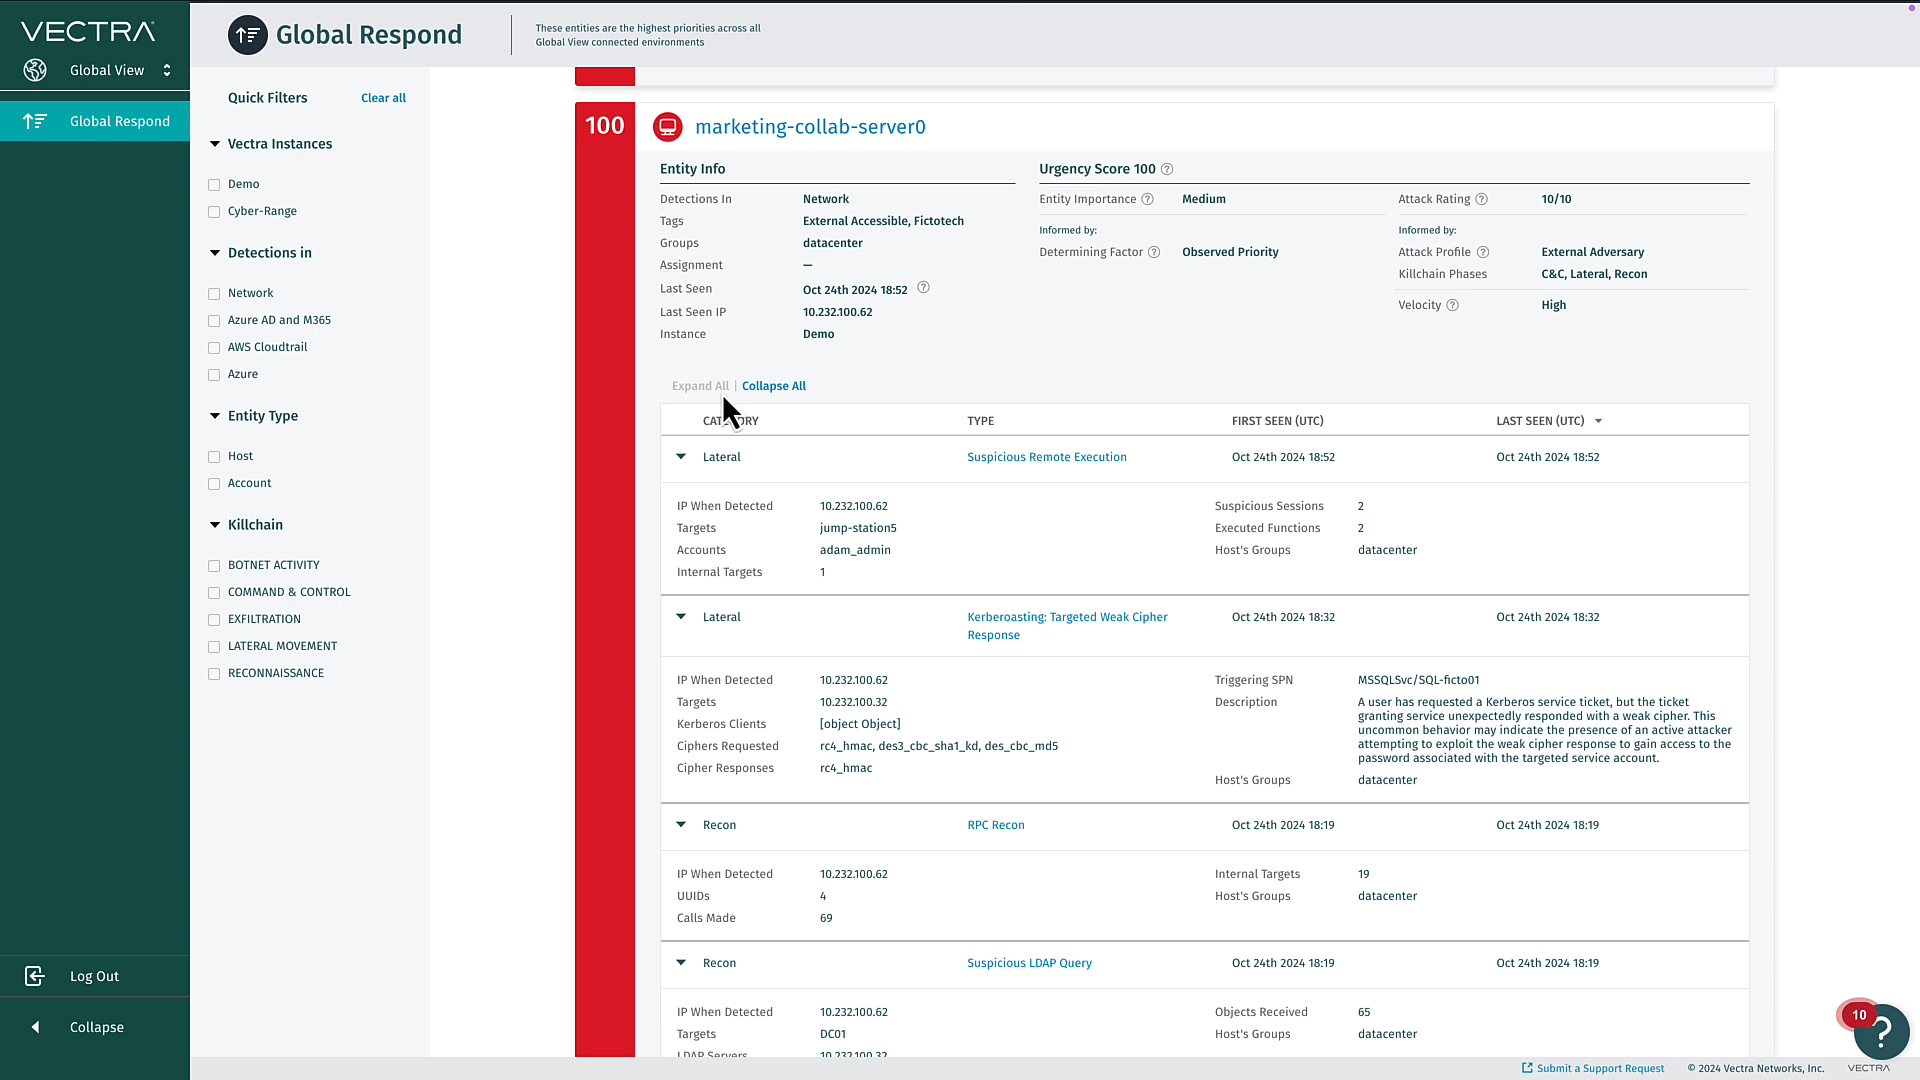 VECTRA
Global View
Global Respond
Log Out
Collapse
Global Respond
These entities are the highest priorities across all
Global View connected environments
Quick Filters Clear all
Vectra Instances
Demo
Cyber-Range
Detections in
Network
Azure AD and M365
AWS Cloudtrail
Azure
Entity Type
Host
Account
Killchain
BOTNET ACTIVITY
COMMAND & CONTROL
EXFILTRATION
LATERAL MOVEMENT
RECONNAISSANCE
100 marketing-collab-server0
Entity Info
Detections In Network
Tags External Accessible, Fictotech
Groups datacenter
Assignment —
Last Seen Oct 24th 2024 18:52 ?
Last Seen IP 10.232.100.62
Instance Demo
Urgency Score 100 ?
Entity Importance ? Medium
Informed by:
Determining Factor ? Observed Priority
Attack Rating ? 10/10
Informed by:
Attack Profile ? External Adversary
Killchain Phases C&C, Lateral, Recon
Velocity ? High
Expand All | Collapse All
CATEGORY TYPE FIRST SEEN (UTC) LAST SEEN (UTC)
Lateral Suspicious Remote Execution Oct 24th 2024 18:52 Oct 24th 2024 18:52
IP When Detected 10.232.100.62 Suspicious Sessions 2
Targets jump-station5 Executed Functions 2
Accounts adam_admin Host's Groups datacenter
Internal Targets 1
Lateral Kerberoasting: Targeted Weak Cipher Oct 24th 2024 18:32 Oct 24th 2024 18:32
Response
IP When Detected 10.232.100.62
Targets 10.232.100.32
Kerberos Clients [object Object]
Ciphers Requested rc4_hmac, des3_cbc_sha1_kd, des_cbc_md5
Cipher Responses rc4_hmac
Triggering SPN MSSQLSvc/SQL-ficto01
Description A user has requested a Kerberos service ticket, but the ticket
granting service unexpectedly responded with a weak cipher. This
uncommon behavior may indicate the presence of an active attacker
attempting to exploit the weak cipher response to gain access to the
password associated with the targeted service account.
Host's Groups datacenter
Recon RPC Recon Oct 24th 2024 18:19 Oct 24th 2024 18:19
IP When Detected 10.232.100.62 Internal Targets 19
UUIDs 4 Host's Groups datacenter
Calls Made 69
Recon Suspicious LDAP Query Oct 24th 2024 18:19 Oct 24th 2024 18:19
IP When Detected 10.232.100.62 Objects Received 65
Targets DC01 Host's Groups datacenter
LDAP Servers 10.232.100.32
10 ?
Submit a Support Request © 2024 Vectra Networks, Inc. VECTRA